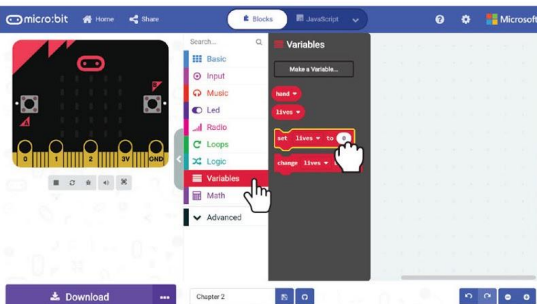 micro:bit Home Share Blocks JavaScript Microsoft
Search...
Basic
Input
Music
Led
Radio
Loops
Logic
Variables
Math
Advanced
Variables
Make a Variable...
hand
lives
set lives to 0
change lives
0 1 2 3V GND
Download
Chapter 2